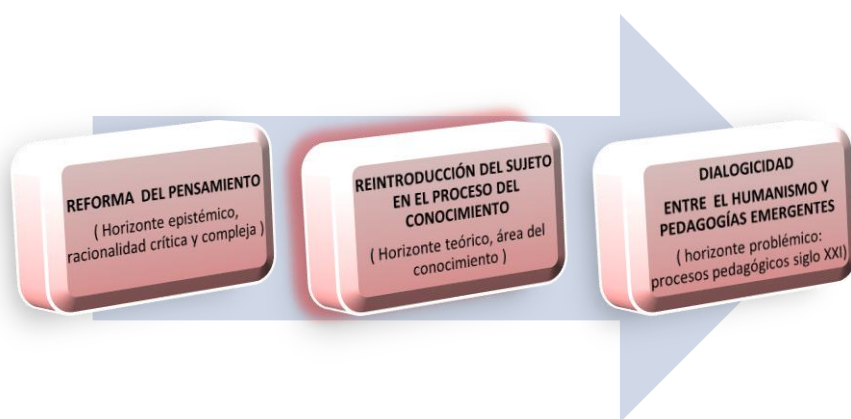 REFORMA DEL PENSAMIENTO
( Horizonte epistémico,
racionalidad crítica y compleja )
REINTRODUCCIÓN DEL SUJETO
EN EL PROCESO DEL
CONOCIMIENTO
( Horizonte teórico, área del
conocimiento )
DIALOGICIDAD
ENTRE EL HUMANISMO Y
PEDAGOGÍAS EMERGENTES
( horizonte problémico:
procesos pedagógicos siglo XXI)